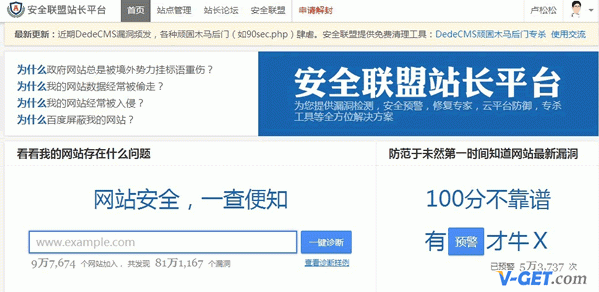 安全联盟站长平台 首页 站点管理 站长论坛 安全联盟 申请解封 卢松松
最新更新：近期DedeCMS漏洞频发，各种顽固木马后门（如90sec.php）肆虐。安全联盟提供免费清理工具：DedeCMS顽固木马后门专杀 使用交流
为什么政府网站总是被境外势力挂标语重伤？
为什么我的网站数据经常被偷走？
为什么我的网站经常被入侵？
为什么百度屏蔽我的网站？
安全联盟站长平台
为您提供漏洞检测，安全预警，修复专家，云平台防御，专杀
工具等全方位解决方案
看看我的网站存在什么问题
网站安全，一查便知
www.example.com 一键诊断
9万7,674 个网站加入，共发现 81万1,167 个漏洞 查看诊断样例
防范于未然第一时间知道网站最新漏洞
100分不靠谱
有 预警 才牛X
已预警 5万3,737 次
V-GET.com